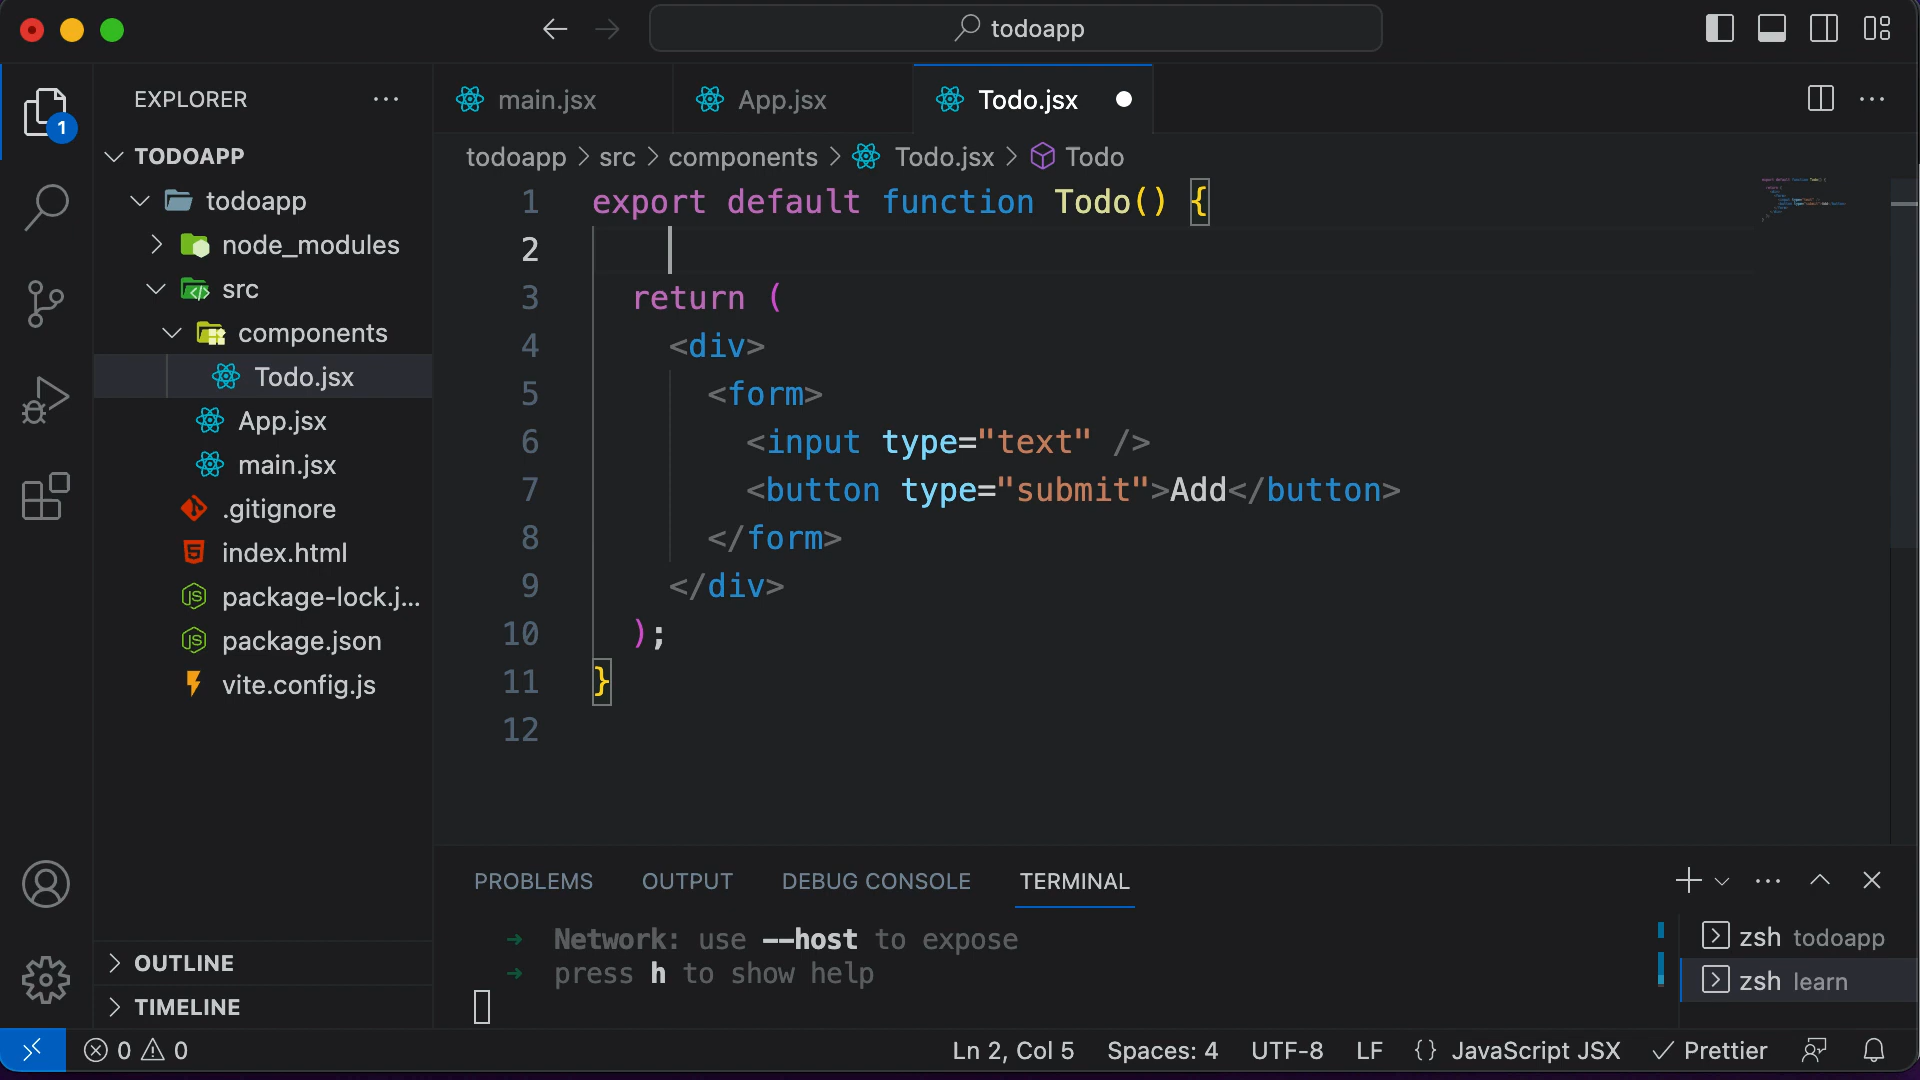 todoapp
1
EXPLORER
TODOAPP
todoapp
node_modules
src
components
Todo.jsx
App.jsx
main.jsx
.gitignore
index.html
package-lock.j...
package.json
vite.config.js
OUTLINE
TIMELINE
main.jsx
App.jsx
Todo.jsx
todoapp > src > components > Todo.jsx > Todo
1 export default function Todo() {
2
3 return (
4 <div>
5 <form>
6 <input type="text" />
7 <button type="submit">Add</button>
8 </form>
9 </div>
10 );
11 }
12
PROBLEMS OUTPUT DEBUG CONSOLE TERMINAL
➜ Network: use --host to expose
➜ press h to show help
zsh todoapp
zsh learn
0 0 Ln 2, Col 5 Spaces: 4 UTF-8 LF {} JavaScript JSX Prettier